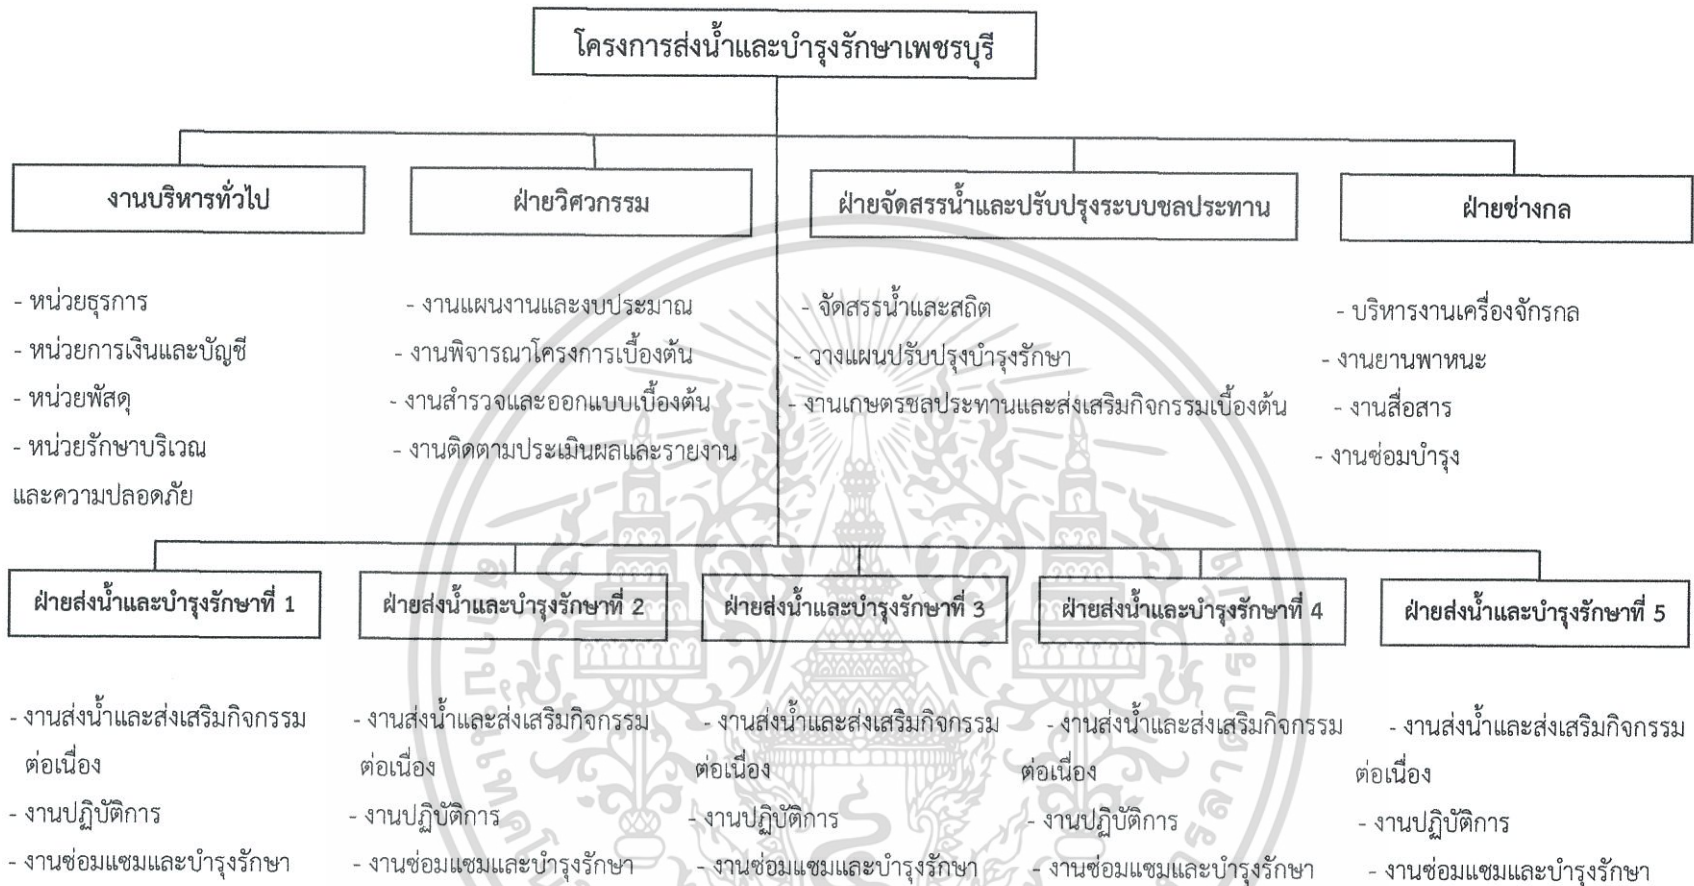 โครงการส่งน้ำและบำรุงรักษาเพชรบุรี
งานบริหารทั่วไป
- หน่วยธุรการ
- หน่วยการเงินและบัญชี
- หน่วยพัสดุ
- หน่วยรักษาบริเวณ
และความปลอดภัย
ฝ่ายวิศวกรรม
- งานแผนงานและงบประมาณ
- งานพิจารณาโครงการเบื้องต้น
- งานสำรวจและออกแบบเบื้องต้น
- งานติดตามประเมินผลและรายงาน
ฝ่ายจัดสรรน้ำและปรับปรุงระบบชลประทาน
- จัดสรรน้ำและสถิต
- วางแผนปรับปรุงบำรุงรักษา
- งานเกษตรชลประทานและส่งเสริมกิจกรรมเบื้องต้น
ฝ่ายช่างกล
- บริหารงานเครื่องจักรกล
- งานยานพาหนะ
- งานสื่อสาร
- งานซ่อมบำรุง
ฝ่ายส่งน้ำและบำรุงรักษาที่ 1
- งานส่งน้ำและส่งเสริมกิจกรรม
ต่อเนื่อง
- งานปฏิบัติการ
- งานซ่อมแซมและบำรุงรักษา
ฝ่ายส่งน้ำและบำรุงรักษาที่ 2
- งานส่งน้ำและส่งเสริมกิจกรรม
ต่อเนื่อง
- งานปฏิบัติการ
- งานซ่อมแซมและบำรุงรักษา
ฝ่ายส่งน้ำและบำรุงรักษาที่ 3
- งานส่งน้ำและส่งเสริมกิจกรรม
ต่อเนื่อง
- งานปฏิบัติการ
- งานซ่อมแซมและบำรุงรักษา
ฝ่ายส่งน้ำและบำรุงรักษาที่ 4
- งานส่งน้ำและส่งเสริมกิจกรรม
ต่อเนื่อง
- งานปฏิบัติการ
- งานซ่อมแซมและบำรุงรักษา
ฝ่ายส่งน้ำและบำรุงรักษาที่ 5
- งานส่งน้ำและส่งเสริมกิจกรรม
ต่อเนื่อง
- งานปฏิบัติการ
- งานซ่อมแซมและบำรุงรักษา